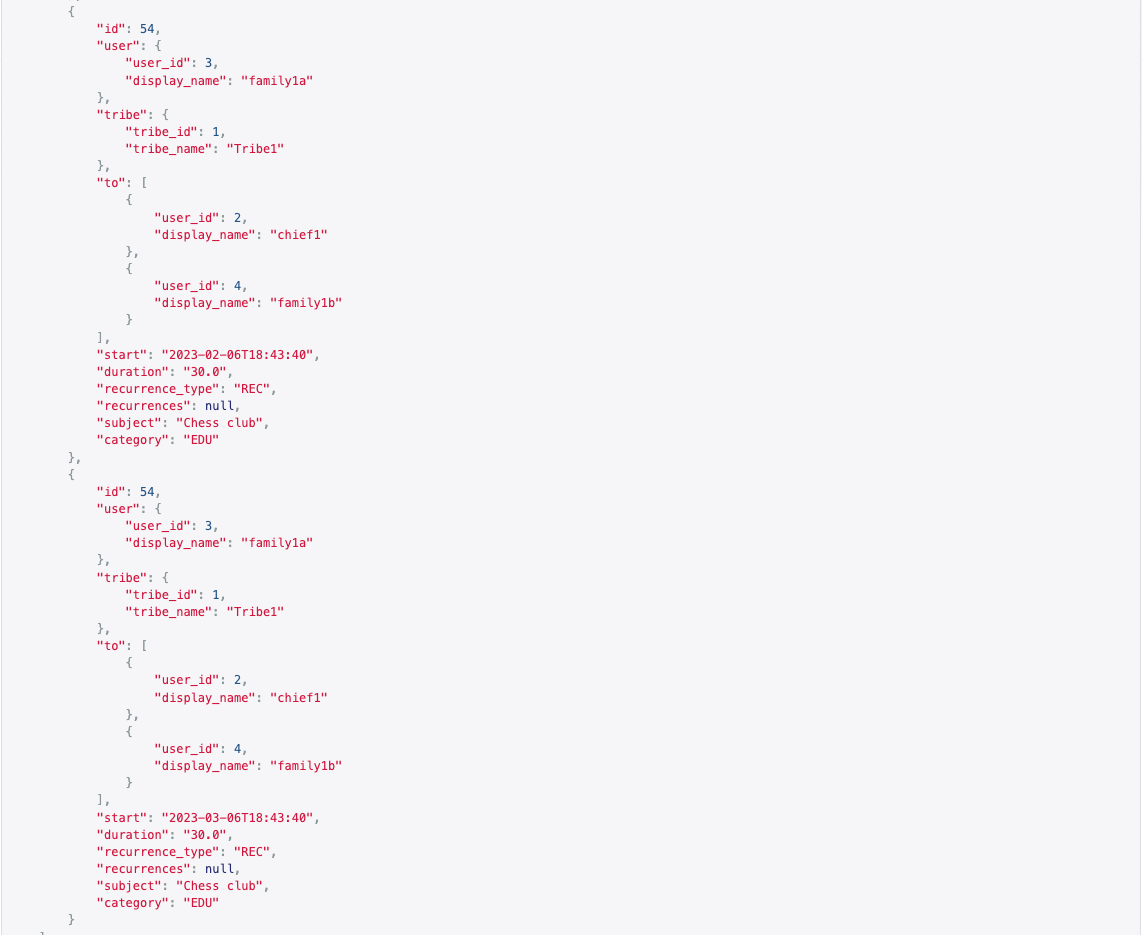 {
"id": 54,
"user": {
"user_id": 3,
"display_name": "family1a"
},
"tribe": {
"tribe_id": 1,
"tribe_name": "Tribe1"
},
"to": [
{
"user_id": 2,
"display_name": "chief1"
},
{
"user_id": 4,
"display_name": "family1b"
}
],
"start": "2023-02-06T18:43:40",
"duration": "30.0",
"recurrence_type": "REC",
"recurrences": null,
"subject": "Chess club",
"category": "EDU"
},
{
"id": 54,
"user": {
"user_id": 3,
"display_name": "family1a"
},
"tribe": {
"tribe_id": 1,
"tribe_name": "Tribe1"
},
"to": [
{
"user_id": 2,
"display_name": "chief1"
},
{
"user_id": 4,
"display_name": "family1b"
}
],
"start": "2023-03-06T18:43:40",
"duration": "30.0",
"recurrence_type": "REC",
"recurrences": null,
"subject": "Chess club",
"category": "EDU"
}